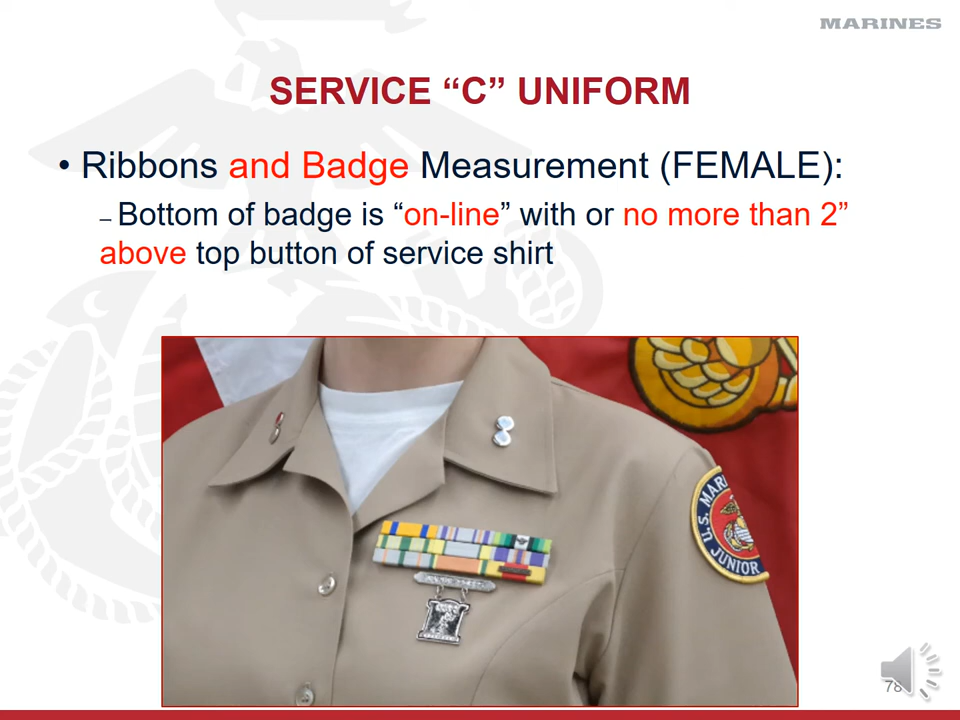 MARINES
SERVICE “C” UNIFORM
• Ribbons and Badge Measurement (FEMALE):
– Bottom of badge is “on-line” with or no more than 2”
above top button of service shirt
U.S. MARIN
JUNIOR
78